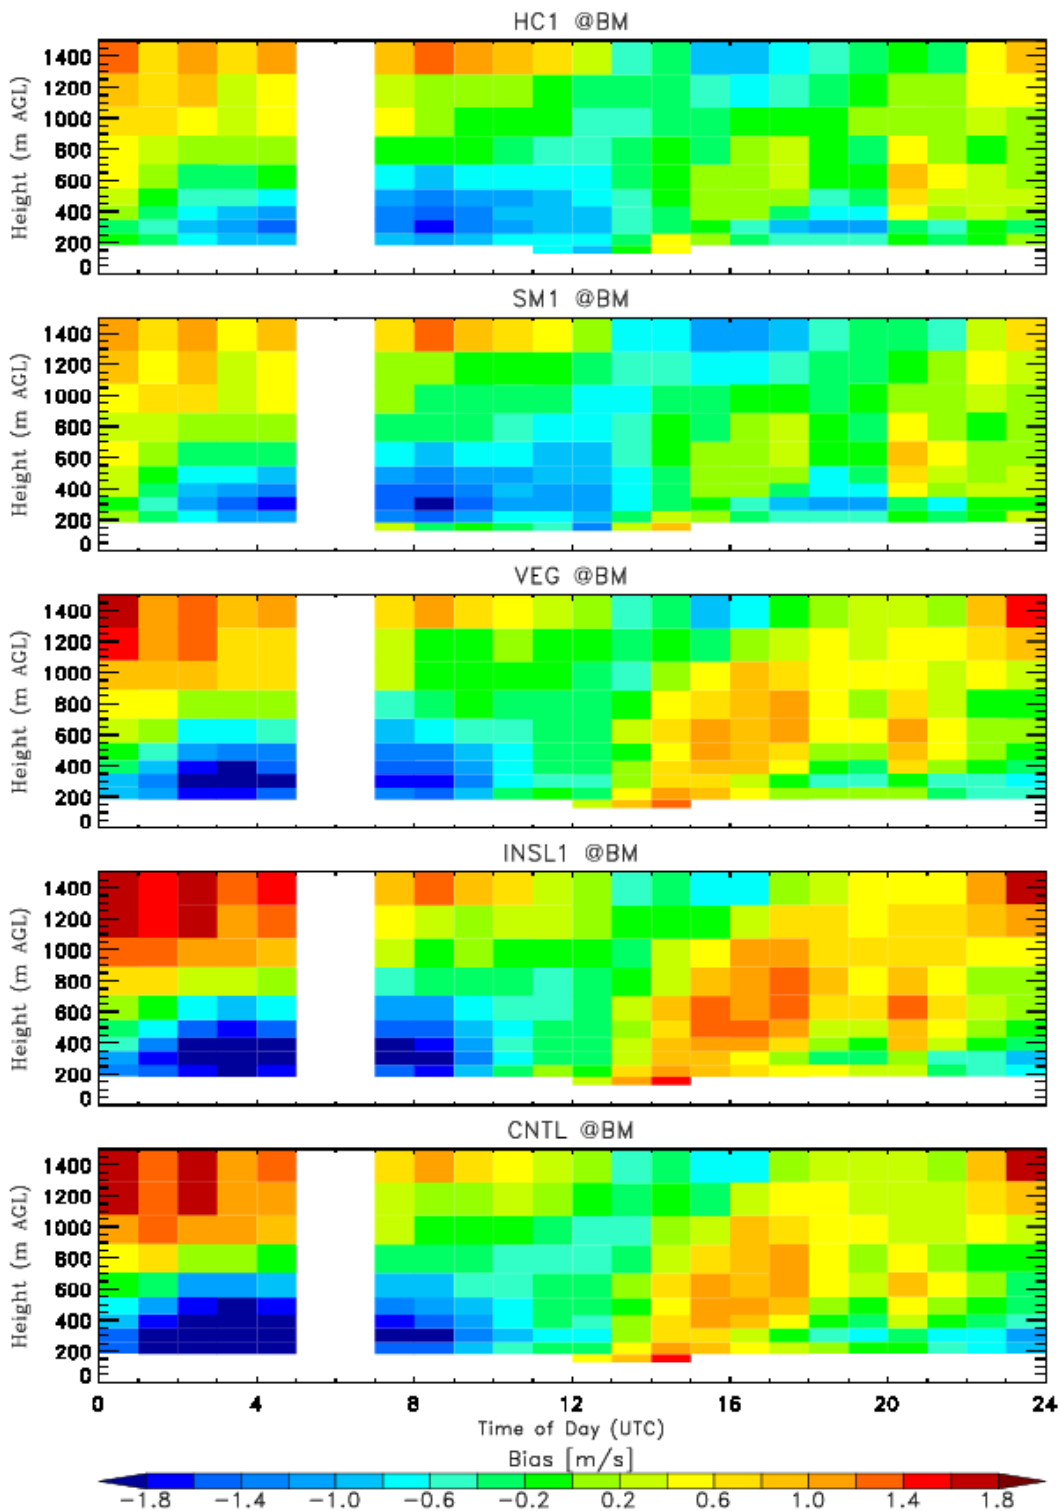 HC1 @BM
1400
1200
1000
800
600
400
200
0
Height (m AGL)
SM1 @BM
1400
1200
1000
800
600
400
200
0
Height (m AGL)
VEG @BM
1400
1200
1000
800
600
400
200
0
Height (m AGL)
INSL1 @BM
1400
1200
1000
800
600
400
200
0
Height (m AGL)
CNTL @BM
1400
1200
1000
800
600
400
200
0
Height (m AGL)
0 4 8 12 16 20 24
Time of Day (UTC)
Bias [m/s]
-1.8 -1.4 -1.0 -0.6 -0.2 0.2 0.6 1.0 1.4 1.8